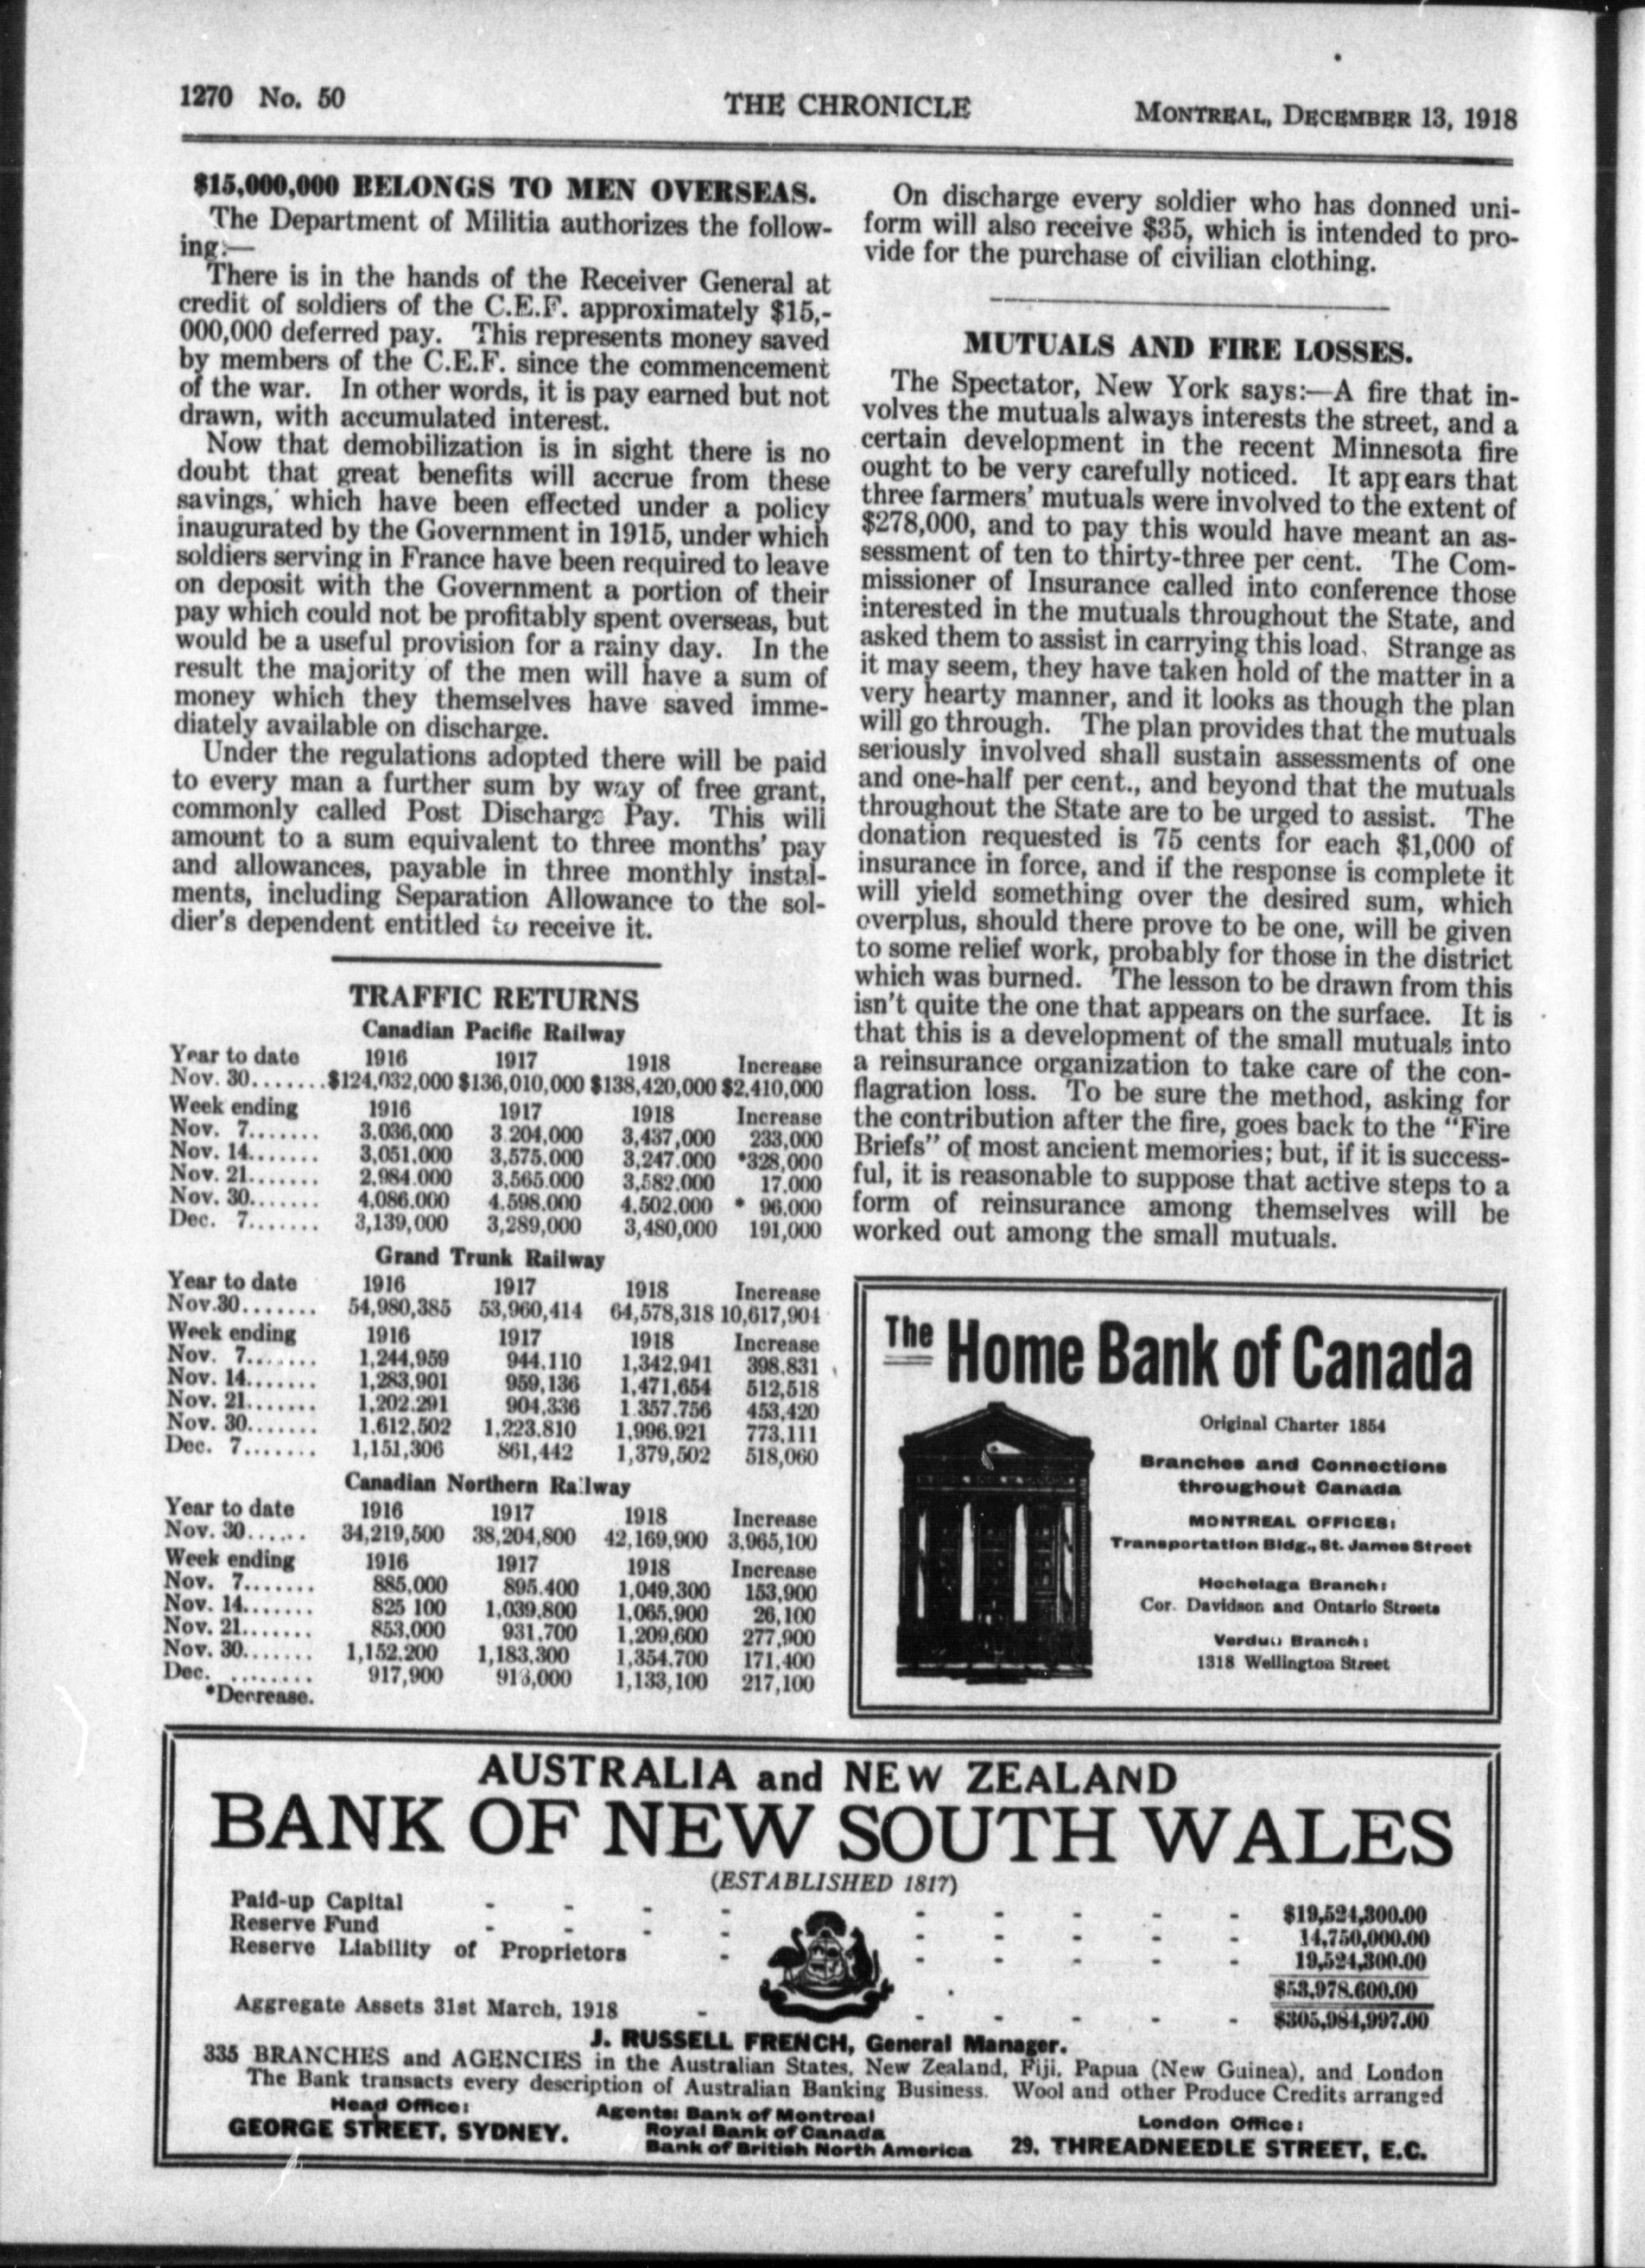 1270 No. 50
THE CHRONICLE
MONTREAL, DECEMBER 13, 1918
$15,000,000 BELONGS TO MEN OVERSEAS.
The Department of Militia authorizes the follow-
ing:—
There is in the hands of the Receiver General at
credit of soldiers of the C.E.F. approximately $15,-
000,000 deferred pay. This represents money saved
by members of the C.E.F. since the commencement
of the war. In other words, it is pay earned but not
drawn, with accumulated interest.
Now that demobilization is in sight there is no
doubt that great benefits will accrue from these
savings, which have been effected under a policy
inaugurated by the Government in 1915, under which
soldiers serving in France have been required to leave
on deposit with the Government a portion of their
pay which could not be profitably spent overseas, but
would be a useful provision for a rainy day. In the
result the majority of the men will have a sum of
money which they themselves have saved imme-
diately available on discharge.
Under the regulations adopted there will be paid
to every man a further sum by way of free grant,
commonly called Post Discharge Pay. This will
amount to a sum equivalent to three months' pay
and allowances, payable in three monthly instal-
ments, including Separation Allowance to the sol-
dier's dependent entitled to receive it.
TRAFFIC RETURNS
Canadian Pacific Railway
Year to date 1916 1917 1918 Increase
Nov. 30....... $124,032,000 $136,010,000 $138,420,000 $2,410,000
Week ending 1916 1917 1918 Increase
Nov. 7....... 3.036,000 3 204,000 3,437,000 233,000
Nov. 14....... 3,051,000 3,575,000 3,247.000 *328,000
Nov. 21....... 2,984.000 3,565.000 3,582.000 17,000
Nov. 30....... 4,086.000 4.598.000 4.502.000 * 96,000
Dec. 7....... 3,139,000 3,289,000 3,480,000 191,000
Grand Trunk Railway
Year to date 1916 1917 1918 Increase
Nov.30....... 54,980,385 53,960,414 64,578,318 10,617,904
Week ending 1916 1917 1918 Increase
Nov. 7....... 1,244,959 944.110 1,342,941 398.831
Nov. 14....... 1,283,901 959,136 1,471,654 512,518
Nov. 21....... 1,202.291 904,336 1 357.756 453,420
Nov. 30....... 1.612,502 1,223.810 1,996.921 773,111
Dec. 7....... 1,151,306 861,442 1,379,502 518,060
Canadian Northern Railway
Year to date 1916 1917 1918 Increase
Nov. 30...... 34,219,500 38,204,800 42,169,900 3,965,100
Week ending 1916 1917 1918 Increase
Nov. 7....... 885,000 895.400 1,049,300 153,900
Nov. 14....... 825 100 1,039,800 1,065,900 26,100
Nov. 21....... 853,000 931,700 1,209,600 277,900
Nov. 30....... 1,152,200 1,183,300 1,354,700 171,400
Dec. ........ 917,900 1,133,100 217,100
*Decrease.
On discharge every soldier who has donned uni-
form will also receive $35, which is intended to pro-
vide for the purchase of civilian clothing.
MUTUALS AND FIRE LOSSES.
The Spectator, New York says:—A fire that in-
volves the mutuals always interests the street, and a
certain development in the recent Minnesota fire
ought to be very carefully noticed. It appears that
three farmers' mutuals were involved to the extent of
$278,000, and to pay this would have meant an as-
sessment of ten to thirty-three per cent. The Com-
missioner of Insurance called into conference those
interested in the mutuals throughout the State, and
asked them to assist in carrying this load. Strange as
it may seem, they have taken hold of the matter in a
very hearty manner, and it looks as though the plan
will go through. The plan provides that the mutuals
seriously involved shall sustain assessments of one
and one-half per cent., and beyond that the mutuals
throughout the State are to be urged to assist. The
donation requested is 75 cents for each $1,000 of
insurance in force, and if the response is complete it
will yield something over the desired sum, which
overplus, should there prove to be one, will be given
to some relief work, probably for those in the district
which was burned. The lesson to be drawn from this
isn't quite the one that appears on the surface. It is
that this is a development of the small mutuals into
a reinsurance organization to take care of the con-
flagration loss. To be sure the method, asking for
the contribution after the fire, goes back to the "Fire
Briefs" of most ancient memories; but, if it is success-
ful, it is reasonable to suppose that active steps to a
form of reinsurance among themselves will be
worked out among the small mutuals.
The Home Bank of Canada
Original Charter 1854
Branches and Connections
throughout Canada
MONTREAL OFFICES:
Transportation Bldg., St. James Street
Hochelaga Branch:
Cor. Davidson and Ontario Streets
Verdun Branch:
1318 Wellington Street
AUSTRALIA and NEW ZEALAND
BANK OF NEW SOUTH WALES
(ESTABLISHED 1817)
Paid-up Capital - - - - - - - - - $19,524,300.00
Reserve Fund - - - - - - - - - 14,750,000.00
Reserve Liability of Proprietors - - - - - - 19,524,300.00
$53,978.600.00
Aggregate Assets 31st March, 1918 - - - - - - $305,984,997.00
J. RUSSELL FRENCH, General Manager.
335 BRANCHES and AGENCIES in the Australian States, New Zealand, Fiji, Papua (New Guinea), and London
The Bank transacts every description of Australian Banking Business. Wool and other Produce Credits arranged
Head Office:
GEORGE STREET, SYDNEY.
Agents: Bank of Montreal
Royal Bank of Canada
Bank of British North America
London Office:
29, THREADNEEDLE STREET, E.C.